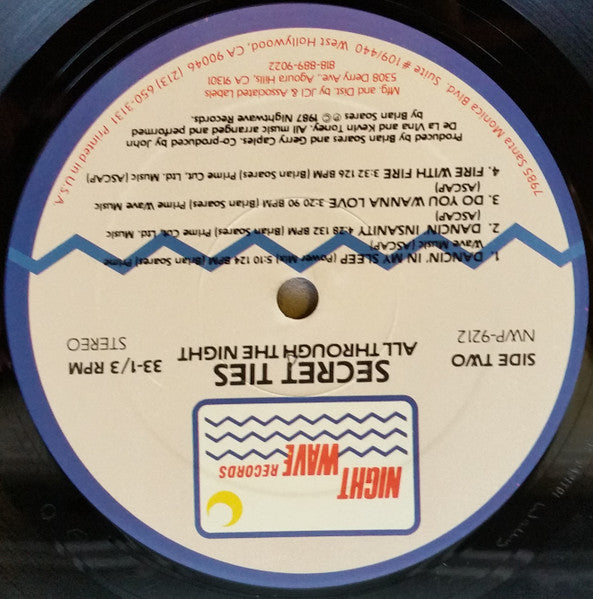 NIGHT
WAVE RECORDS
SECRET TIES
ALL THROUGH THE NIGHT
SIDE TWO
NWP-9212
33-1/3 RPM
STEREO
1. DANCIN' IN MY SLEEP (Power Mix) 5:10 124 BPM (Brian Soares) Prime
Wave Music (ASCAP)
2. DANCIN' INSANITY 4:28 132 BPM (Brian Soares) Prime Cut, Ltd. Music
(ASCAP)
3. DO YOU WANNA LOVE 3:20 90 BPM (Brian Soares) Prime Wave Music
(ASCAP)
4. FIRE WITH FIRE 3:32 126 BPM (Brian Soares) Prime Cut, Ltd. Music (ASCAP)
Produced by Brian Soares and Gerry Caples. Co-produced by John
De La Vina and Kevin Toney. All music arranged and performed
by Brian Soares ℗© 1987 Nightwave Records.
Mfg. and Dist. by JCI & Associated Labels
5308 Derry Ave., Agoura Hills, CA 91301
818-889-9022
7985 Santa Monica Blvd. Suite #109/440 West Hollywood, CA 90046 (213) 650-3131 Printed in U.S.A.